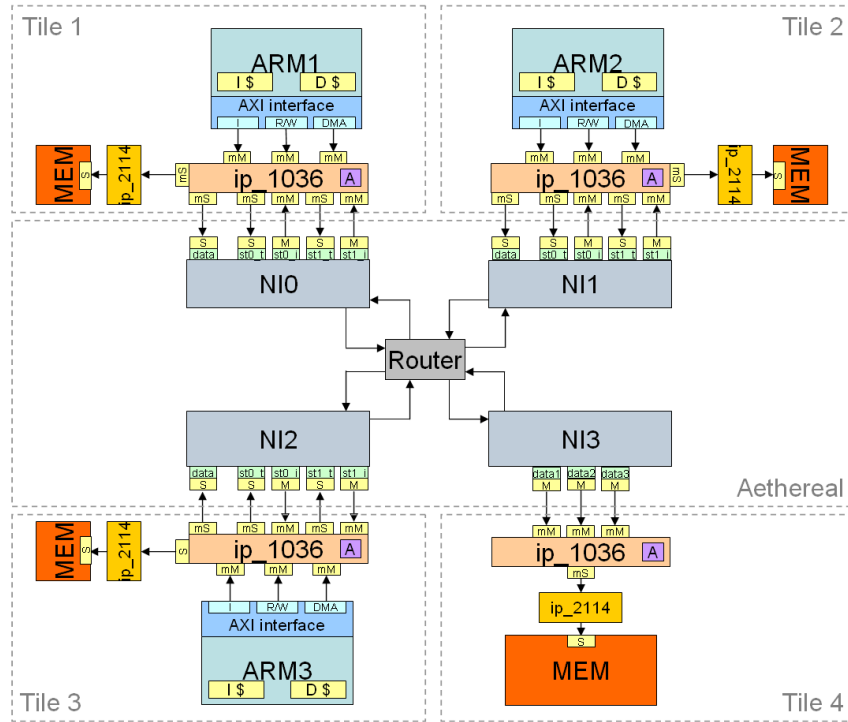 Tile 1
ARM1
I $ D $
AXI interface
I R/W DMA
mM mM mM
MEM S ip_2114 mS ip_1036 A
mS mS mM mS mM
S S M S M
data st0_t st0_i st1_t st1_i
NI0
Tile 2
ARM2
I $ D $
AXI interface
I R/W DMA
mM mM mM
ip_1036 A mS ip_2114 S MEM
mS mS mM mS mM
S S M S M
data st0_t st0_i st1_t st1_i
NI1
Router
NI2
data st0_t st0_i st1_t st1_i
S S M S M
NI3
data1 data2 data3
M M M
Aethereal
mS mS mM mS mM
MEM S ip_2114 S ip_1036 A
mM mM mM
I R/W DMA
AXI interface
ARM3
I $ D $
Tile 3
mM mM mM
ip_1036 A
mS
ip_2114
S
MEM
Tile 4